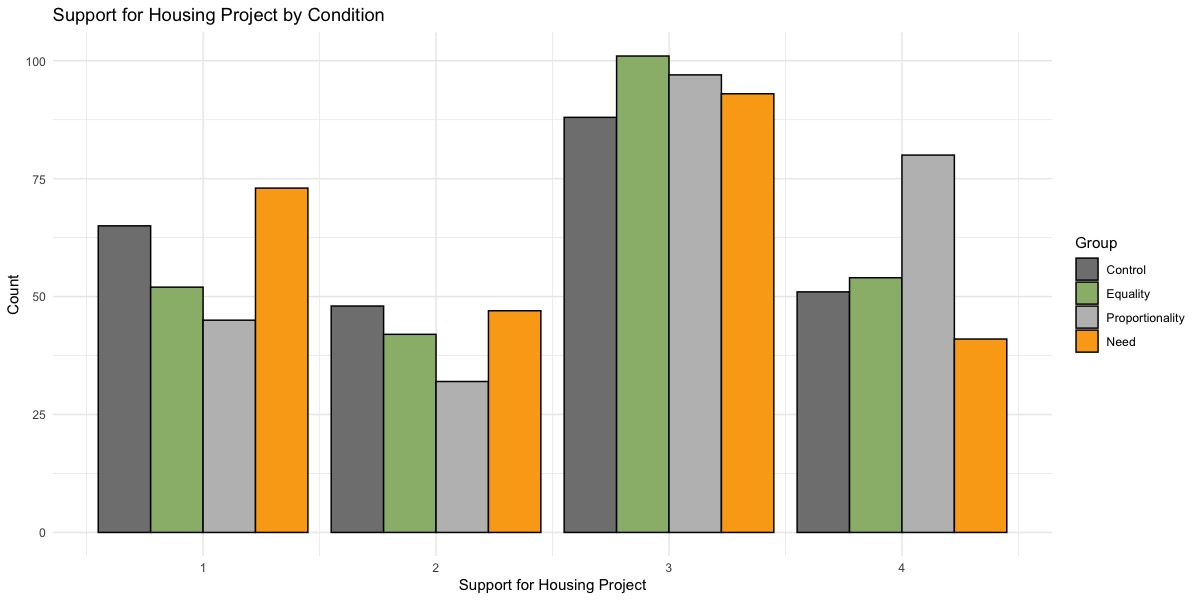 Support for Housing Project by Condition
100
75
50
25
0
Count
1
2
3
4
Support for Housing Project
Group
Control
Equality
Proportionality
Need